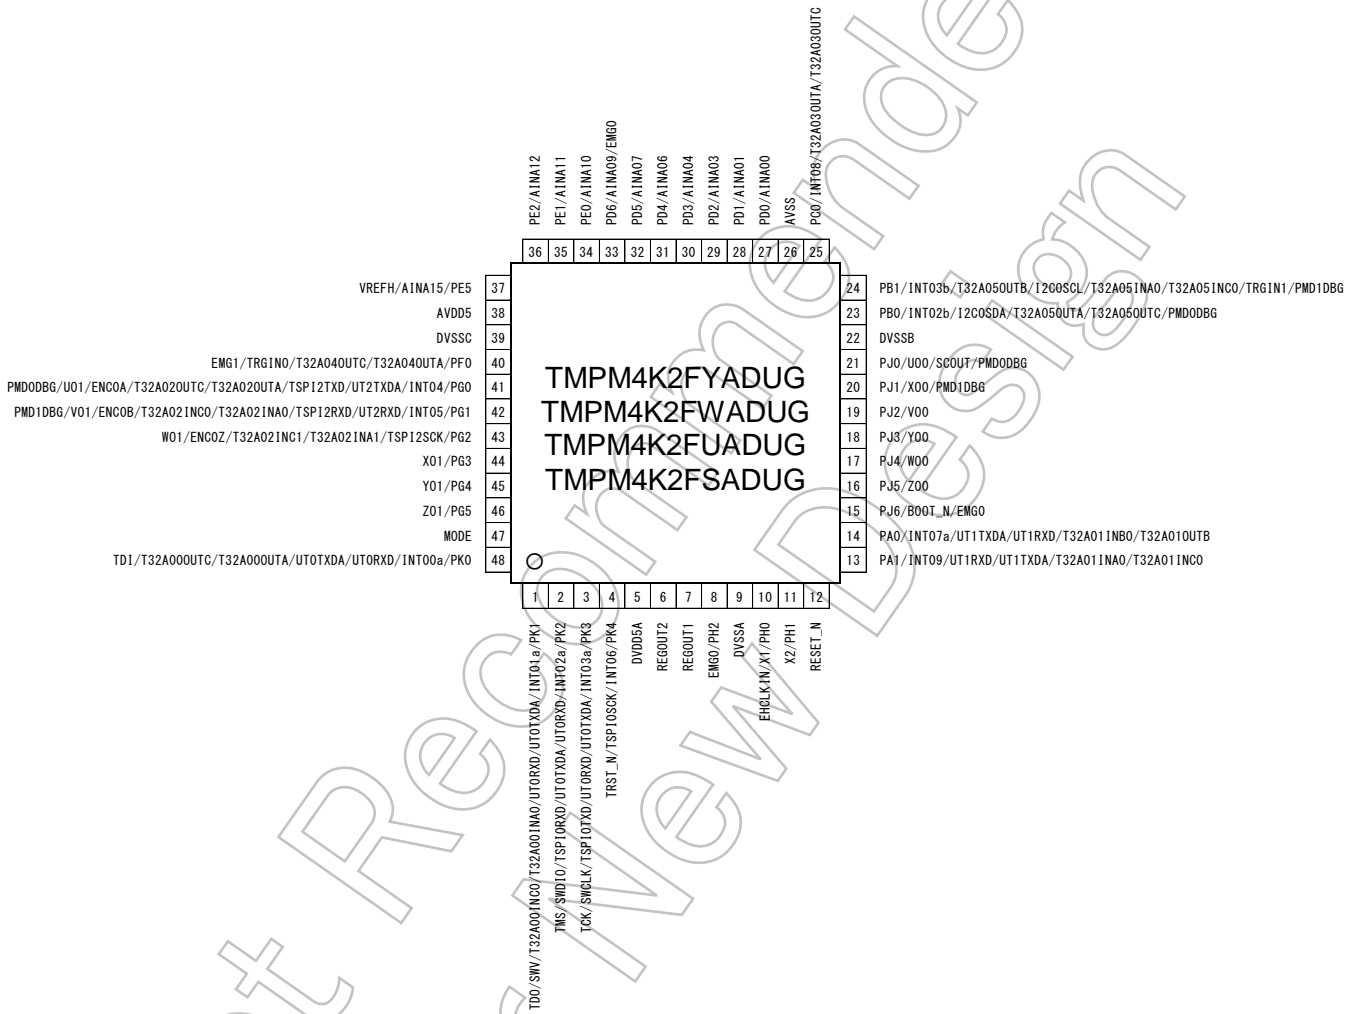 PE2/AINA12
PE1/AINA11
PE0/AINA10
PD6/AINA09/EMG0
PD5/AINA07
PD4/AINA06
PD3/AINA04
PD2/AINA03
PD1/AINA01
PD0/AINA00
AVSS
PC0/INT08/T32A03OUTA/T32A03OUTC
36 35 34 33 32 31 30 29 28 27 26 25
VREFH/AINA15/PE5 37
AVDD5 38
DVSSC 39
EMG1/TRGIN0/T32A04OUTC/T32A04OUTA/PF0 40
PMD0DBG/UO1/ENC0A/T32A02OUTC/T32A02OUTA/TSPI2TXD/UT2TXDA/INT04/PG0 41
PMD1DBG/VO1/ENC0B/T32A02INC0/T32A02INA0/TSPI2RXD/UT2RXD/INT05/PG1 42
WO1/ENC0Z/T32A02INC1/T32A02INA1/TSPI2SCK/PG2 43
XO1/PG3 44
YO1/PG4 45
ZO1/PG5 46
MODE 47
TDI/T32A00OUTC/T32A00OUTA/UT0TXDA/UT0RXD/INT00a/PK0 48
TMPM4K2FYADUG
TMPM4K2FWADUG
TMPM4K2FUADUG
TMPM4K2FSADUG
24 PB1/INT03b/T32A05OUTB/I2C0SCL/T32A05INA0/T32A05INC0/TRGIN1/PMD1DBG
23 PB0/INT02b/I2C0SDA/T32A05OUTA/T32A05OUTC/PMD0DBG
22 DVSSB
21 PJ0/UO0/SCOUT/PMD0DBG
20 PJ1/XO0/PMD1DBG
19 PJ2/VO0
18 PJ3/YO0
17 PJ4/WO0
16 PJ5/ZO0
15 PJ6/BOOT_N/EMG0
14 PA0/INT07a/UT1TXDA/UT1RXD/T32A01INB0/T32A01OUTB
13 PA1/INT09/UT1RXD/UT1TXDA/T32A01INA0/T32A01INC0
1 2 3 4 5 6 7 8 9 10 11 12
TDO/SWV/T32A00INC0/T32A00INA0/UT0RXD/UT0TXDA/INT01a/PK1
TMS/SWDIO/TSPI0RXD/UT0TXDA/UT0RXD/INT02a/PK2
TCK/SWCLK/TSPI0TXD/UT0RXD/UT0TXDA/INT03a/PK3
TRST_N/TSPI0SCK/INT06/PK4
DVDD5A
REGOUT2
REGOUT1
EMG0/PH2
DVSSA
EHCLKIN/X1/PH0
X2/PH1
RESET_N
Not Recommended
for New Design